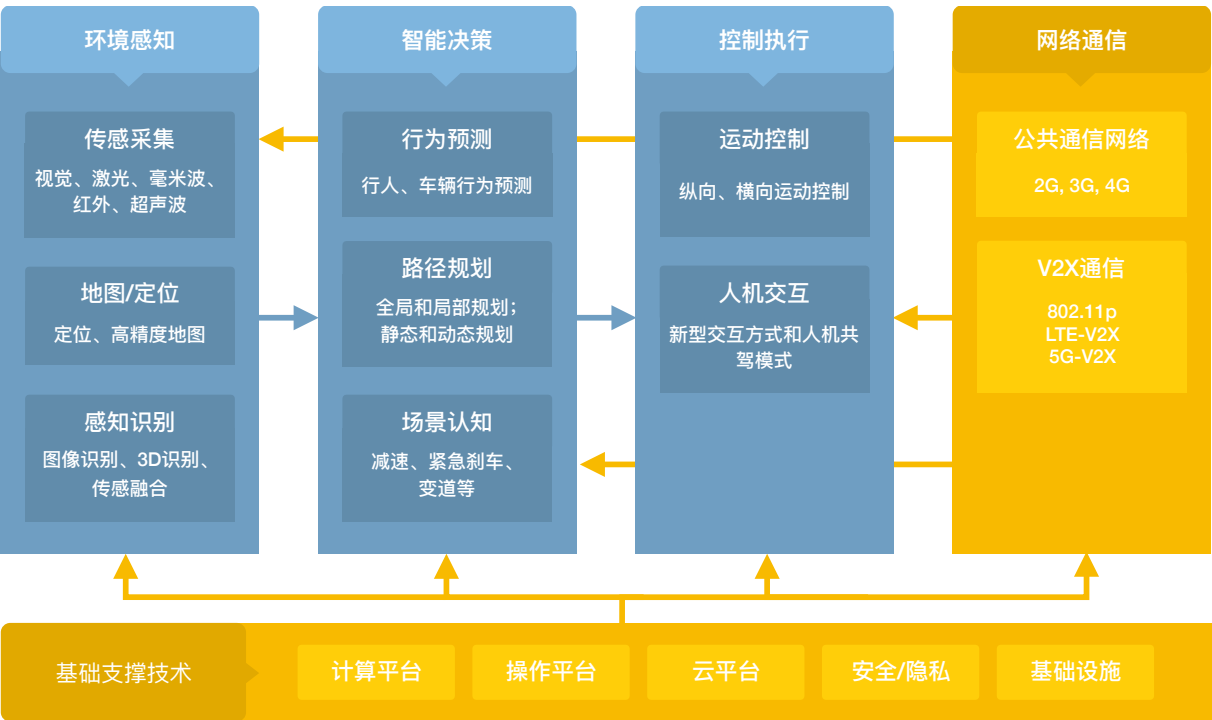 环境感知
传感采集
视觉、激光、毫米波、
红外、超声波
地图/定位
定位、高精度地图
感知识别
图像识别、3D识别、
传感融合
智能决策
行为预测
行人、车辆行为预测
路径规划
全局和局部规划；
静态和动态规划
场景认知
减速、紧急刹车、
变道等
控制执行
运动控制
纵向、横向运动控制
人机交互
新型交互方式和人机共
驾模式
网络通信
公共通信网络
2G, 3G, 4G
V2X通信
802.11p
LTE-V2X
5G-V2X
基础支撑技术
计算平台
操作平台
云平台
安全/隐私
基础设施